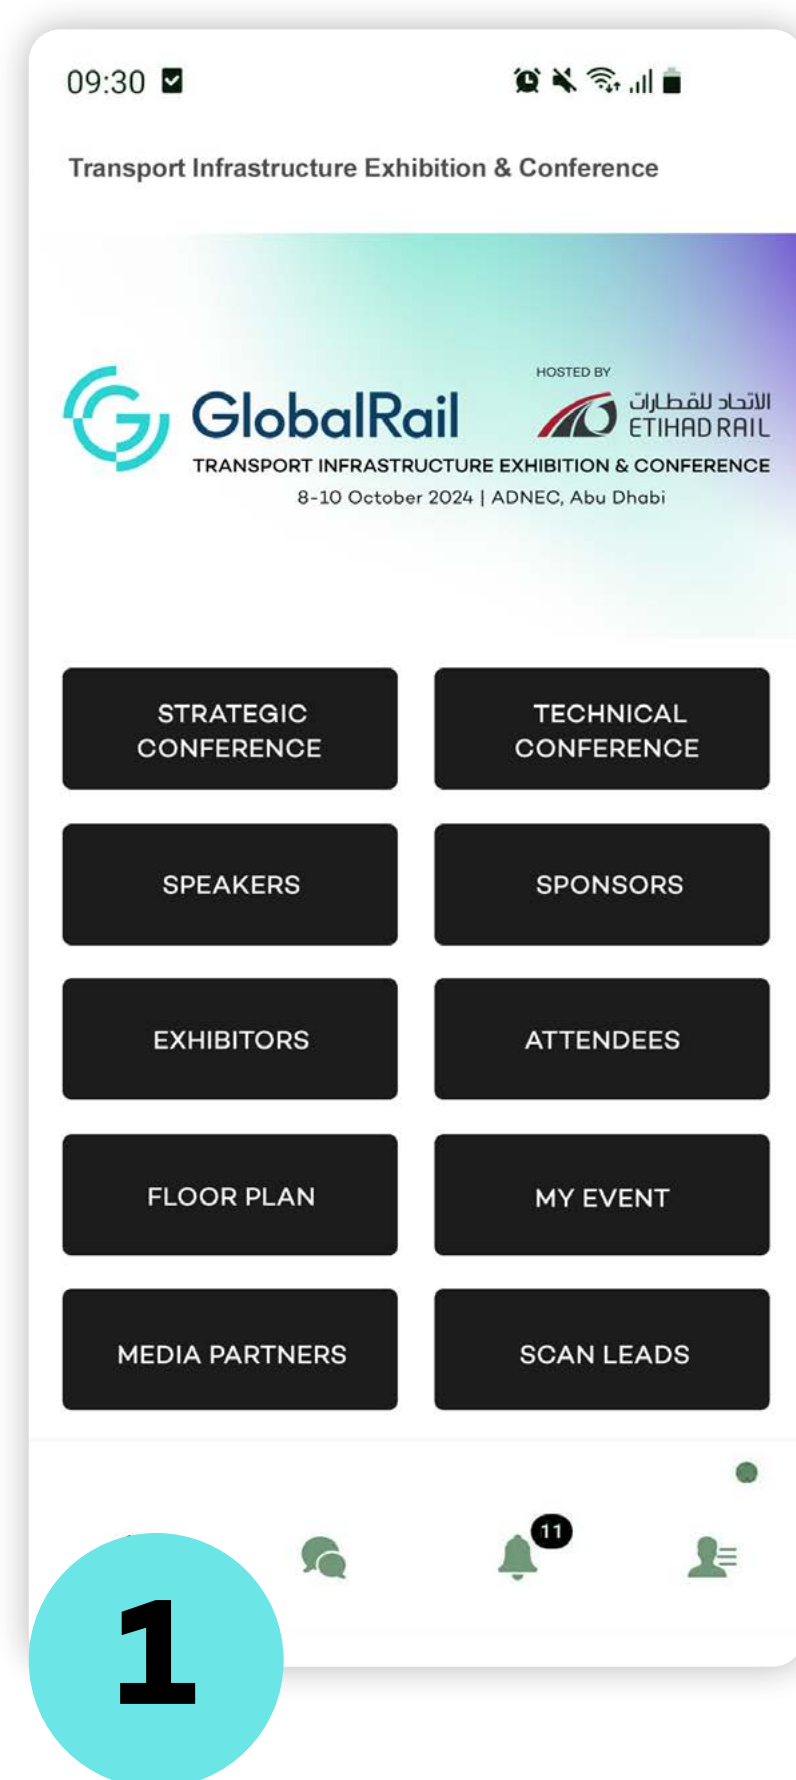 09:30
Transport Infrastructure Exhibition & Conference
HOSTED BY
GlobalRail
الاتحاد للقطارات
ETIHAD RAIL
TRANSPORT INFRASTRUCTURE EXHIBITION & CONFERENCE
8-10 October 2024 | ADNEC, Abu Dhabi
STRATEGIC
CONFERENCE
TECHNICAL
CONFERENCE
SPEAKERS
SPONSORS
EXHIBITORS
ATTENDEES
FLOOR PLAN
MY EVENT
MEDIA PARTNERS
SCAN LEADS
11
1